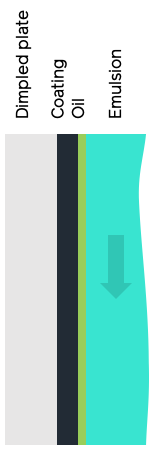 Dimpled plate
Coating
Oil
Emulsion